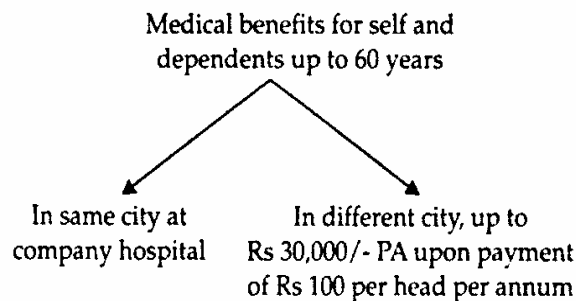 Medical benefits for self and
dependents up to 60 years
In same city at
company hospital
In different city, up to
Rs 30,000/- PA upon payment
of Rs 100 per head per annum